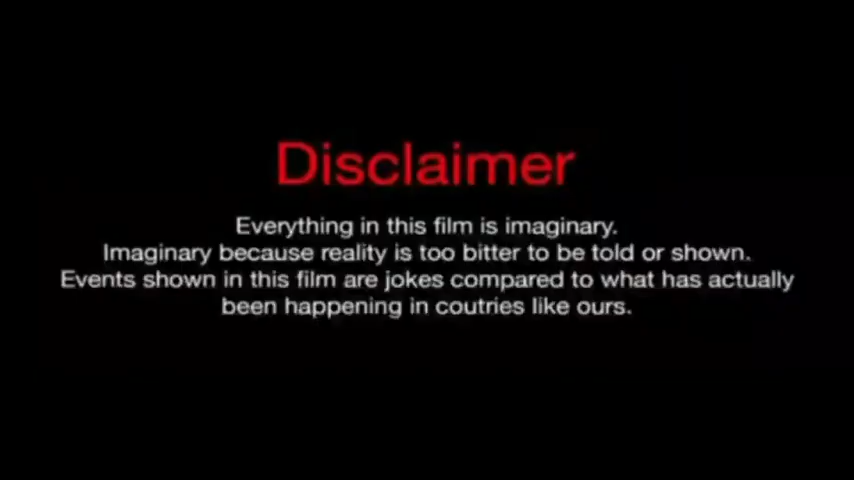 Disclaimer
Everything in this film is imaginary.
Imaginary because reality is too bitter to be told or shown.
Events shown in this film are jokes compared to what has actually
been happening in coutries like ours.